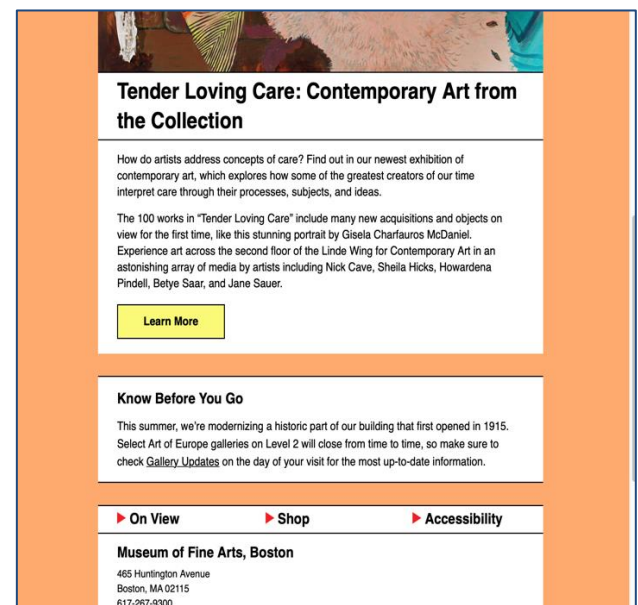 Tender Loving Care: Contemporary Art from
the Collection
How do artists address concepts of care? Find out in our newest exhibition of
contemporary art, which explores how some of the greatest creators of our time
interpret care through their processes, subjects, and ideas.
The 100 works in “Tender Loving Care” include many new acquisitions and objects on
view for the first time, like this stunning portrait by Gisela Charfauros McDaniel.
Experience art across the second floor of the Linde Wing for Contemporary Art in an
astonishing array of media by artists including Nick Cave, Sheila Hicks, Howardena
Pindell, Betye Saar, and Jane Sauer.
Learn More
Know Before You Go
This summer, we're modernizing a historic part of our building that first opened in 1915.
Select Art of Europe galleries on Level 2 will close from time to time, so make sure to
check Gallery Updates on the day of your visit for the most up-to-date information.
On View Shop Accessibility
Museum of Fine Arts, Boston
465 Huntington Avenue
Boston, MA 02115
617-267-9300